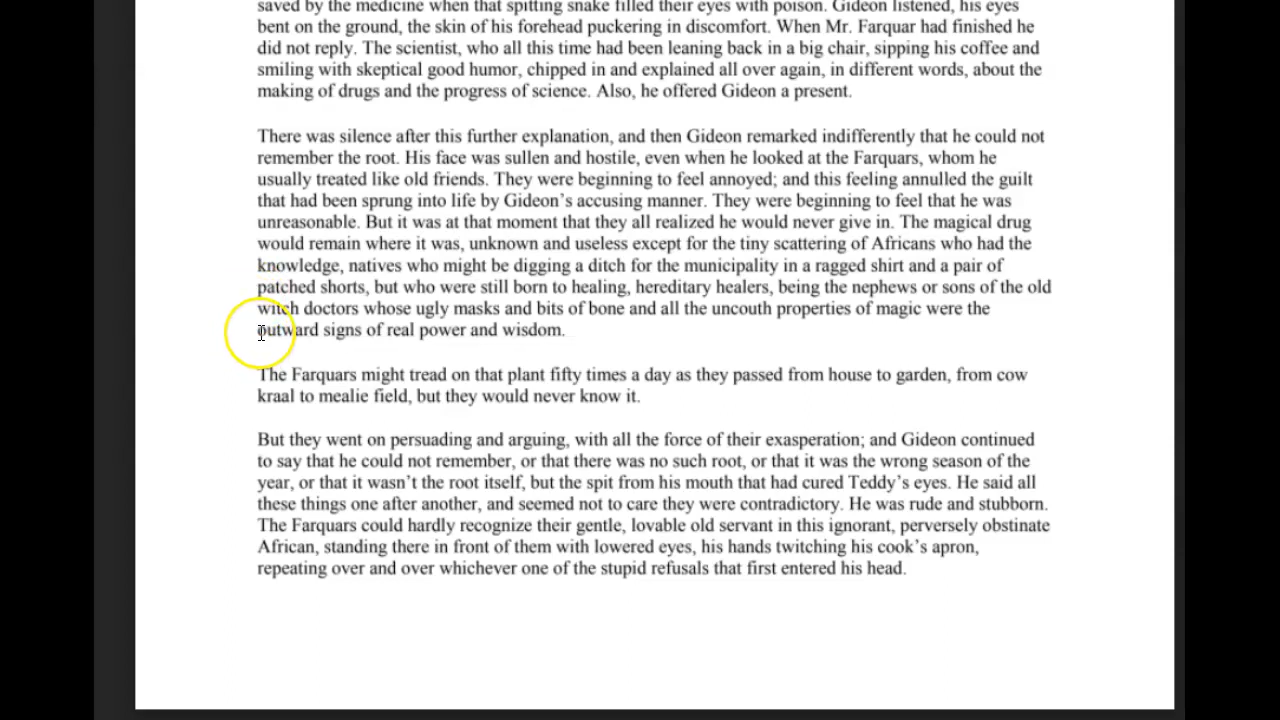 saved by the medicine when that spitting snake filled their eyes with poison. Gideon listened, his eyes
bent on the ground, the skin of his forehead puckering in discomfort. When Mr. Farquar had finished he
did not reply. The scientist, who all this time had been leaning back in a big chair, sipping his coffee and
smiling with skeptical good humor, chipped in and explained all over again, in different words, about the
making of drugs and the progress of science. Also, he offered Gideon a present.
There was silence after this further explanation, and then Gideon remarked indifferently that he could not
remember the root. His face was sullen and hostile, even when he looked at the Farquars, whom he
usually treated like old friends. They were beginning to feel annoyed; and this feeling annulled the guilt
that had been sprung into life by Gideon’s accusing manner. They were beginning to feel that he was
unreasonable. But it was at that moment that they all realized he would never give in. The magical drug
would remain where it was, unknown and useless except for the tiny scattering of Africans who had the
knowledge, natives who might be digging a ditch for the municipality in a ragged shirt and a pair of
patched shorts, but who were still born to healing, hereditary healers, being the nephews or sons of the old
witch doctors whose ugly masks and bits of bone and all the uncouth properties of magic were the
outward signs of real power and wisdom.
The Farquars might tread on that plant fifty times a day as they passed from house to garden, from cow
kraal to mealie field, but they would never know it.
But they went on persuading and arguing, with all the force of their exasperation; and Gideon continued
to say that he could not remember, or that there was no such root, or that it was the wrong season of the
year, or that it wasn’t the root itself, but the spit from his mouth that had cured Teddy’s eyes. He said all
these things one after another, and seemed not to care they were contradictory. He was rude and stubborn.
The Farquars could hardly recognize their gentle, lovable old servant in this ignorant, perversely obstinate
African, standing there in front of them with lowered eyes, his hands twitching his cook’s apron,
repeating over and over whichever one of the stupid refusals that first entered his head.